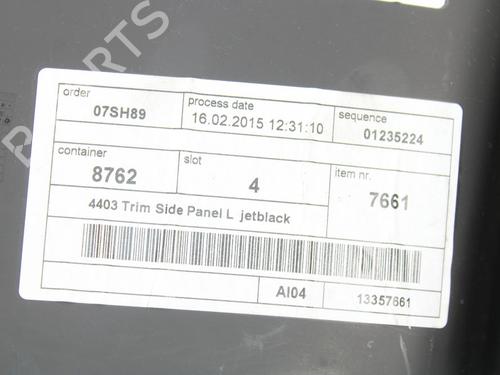 PARTS
order
07SH89
process date
16.02.2015 12:31:10
sequence
01235224
container
8762
slot
4
item nr.
7661
4403 Trim Side Panel L jetblack
AI04
13357661